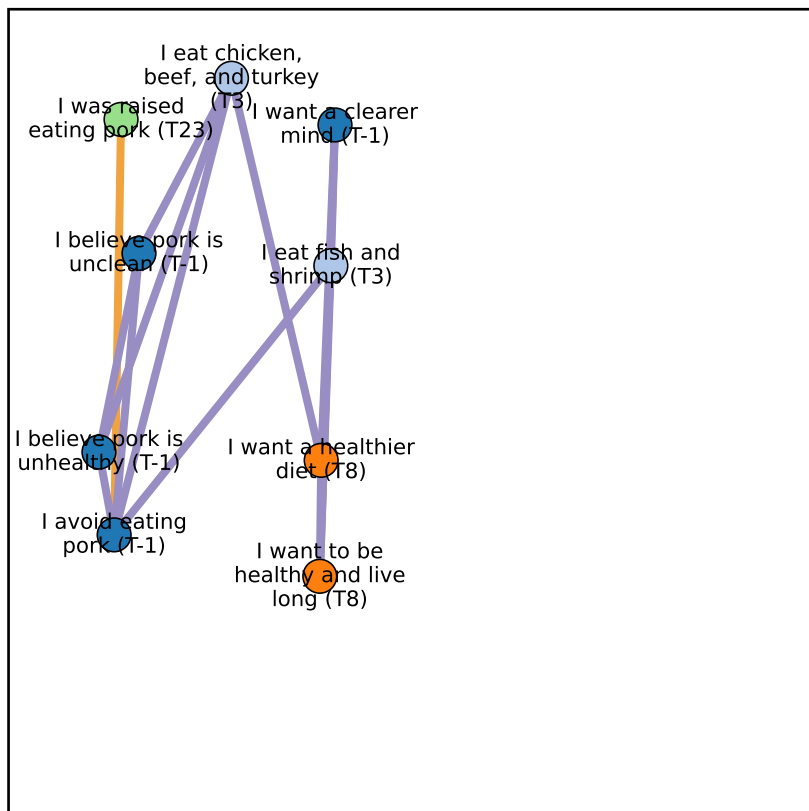 I eat chicken,
beef, and turkey
(T3)
I was raised
eating pork (T23)
I want a clearer
mind (T-1)
I believe pork is
unclean (T-1)
I eat fish and
shrimp (T3)
I believe pork is
unhealthy (T-1)
I want a healthier
diet (T8)
I avoid eating
pork (T-1)
I want to be
healthy and live
long (T8)